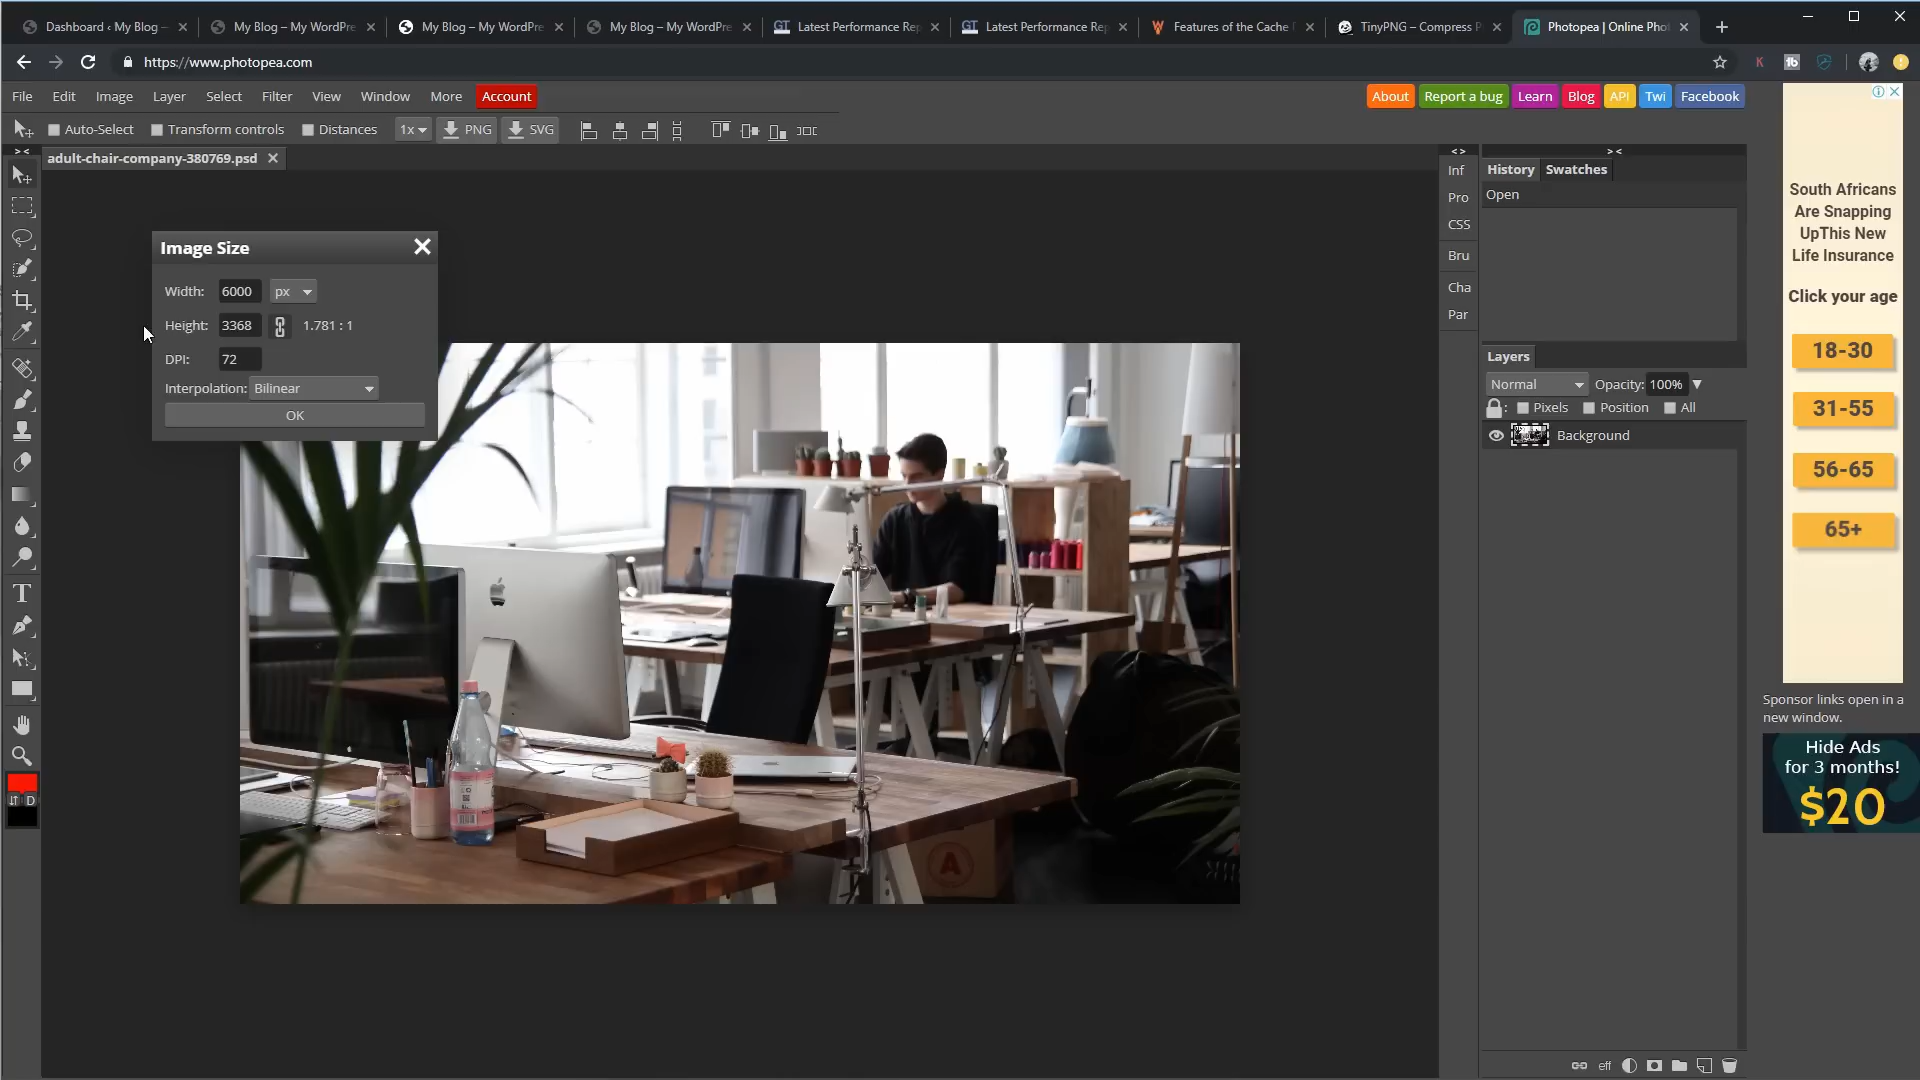 Dashboard ‹ My Blog –
My Blog – My WordPre
My Blog – My WordPre
My Blog – My WordPre
GT Latest Performance Rep
GT Latest Performance Re
Features of the Cache
TinyPNG – Compress P
Photopea | Online Phot
https://www.photopea.com
File Edit Image Layer Select Filter View Window More Account
About Report a bug Learn Blog API Twi Facebook
Auto-Select Transform controls Distances 1x PNG SVG
adult-chair-company-380769.psd
Image Size
Width: 6000 px
Height: 3368 1.781 : 1
DPI: 72
Interpolation: Bilinear
OK
D
> <
< >
Inf
Pro
CSS
Bru
Cha
Par
> <
History Swatches
Open
Layers
Normal Opacity: 100%
: Pixels Position All
Background
eff
South Africans
Are Snapping
UpThis New
Life Insurance
Click your age
18-30
31-55
56-65
65+
Sponsor links open in a
new window.
Hide Ads
for 3 months!
$20